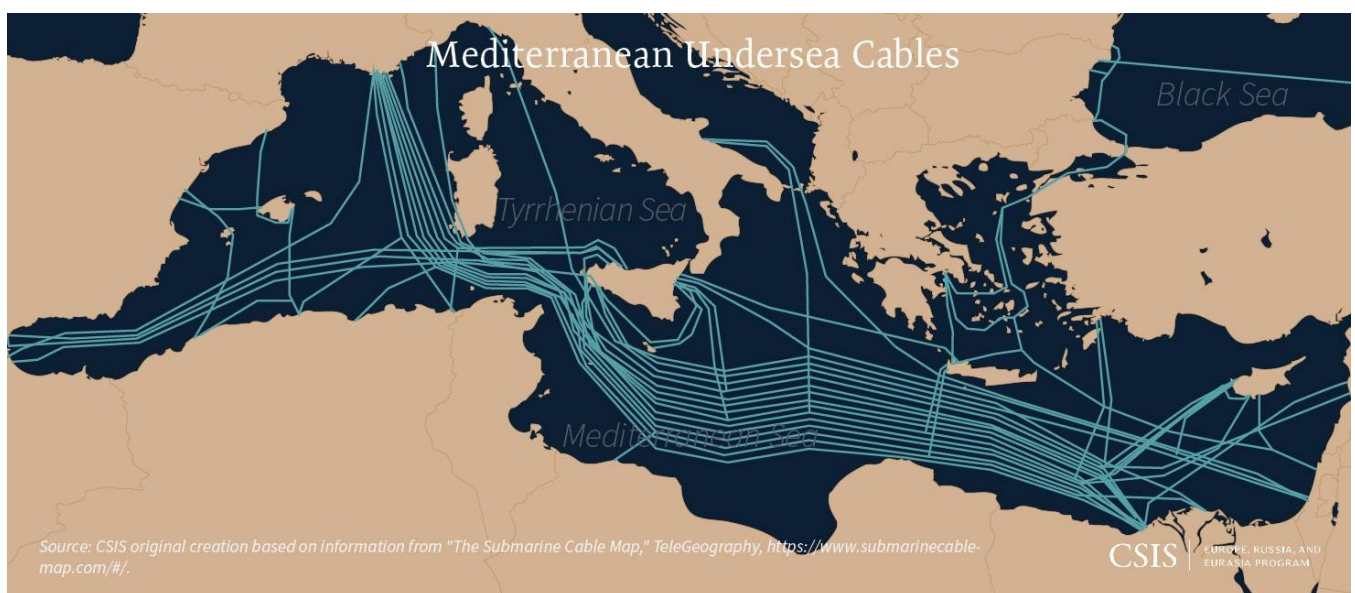 Mediterranean Undersea Cables
Black Sea
Tyrrhenian Sea
Mediterranean Sea
Source: CSIS original creation based on information from "The Submarine Cable Map," TeleGeography, https://www.submarinecable-
map.com/#/.
CSIS
EUROPE, RUSSIA, AND
EURASIA PROGRAM